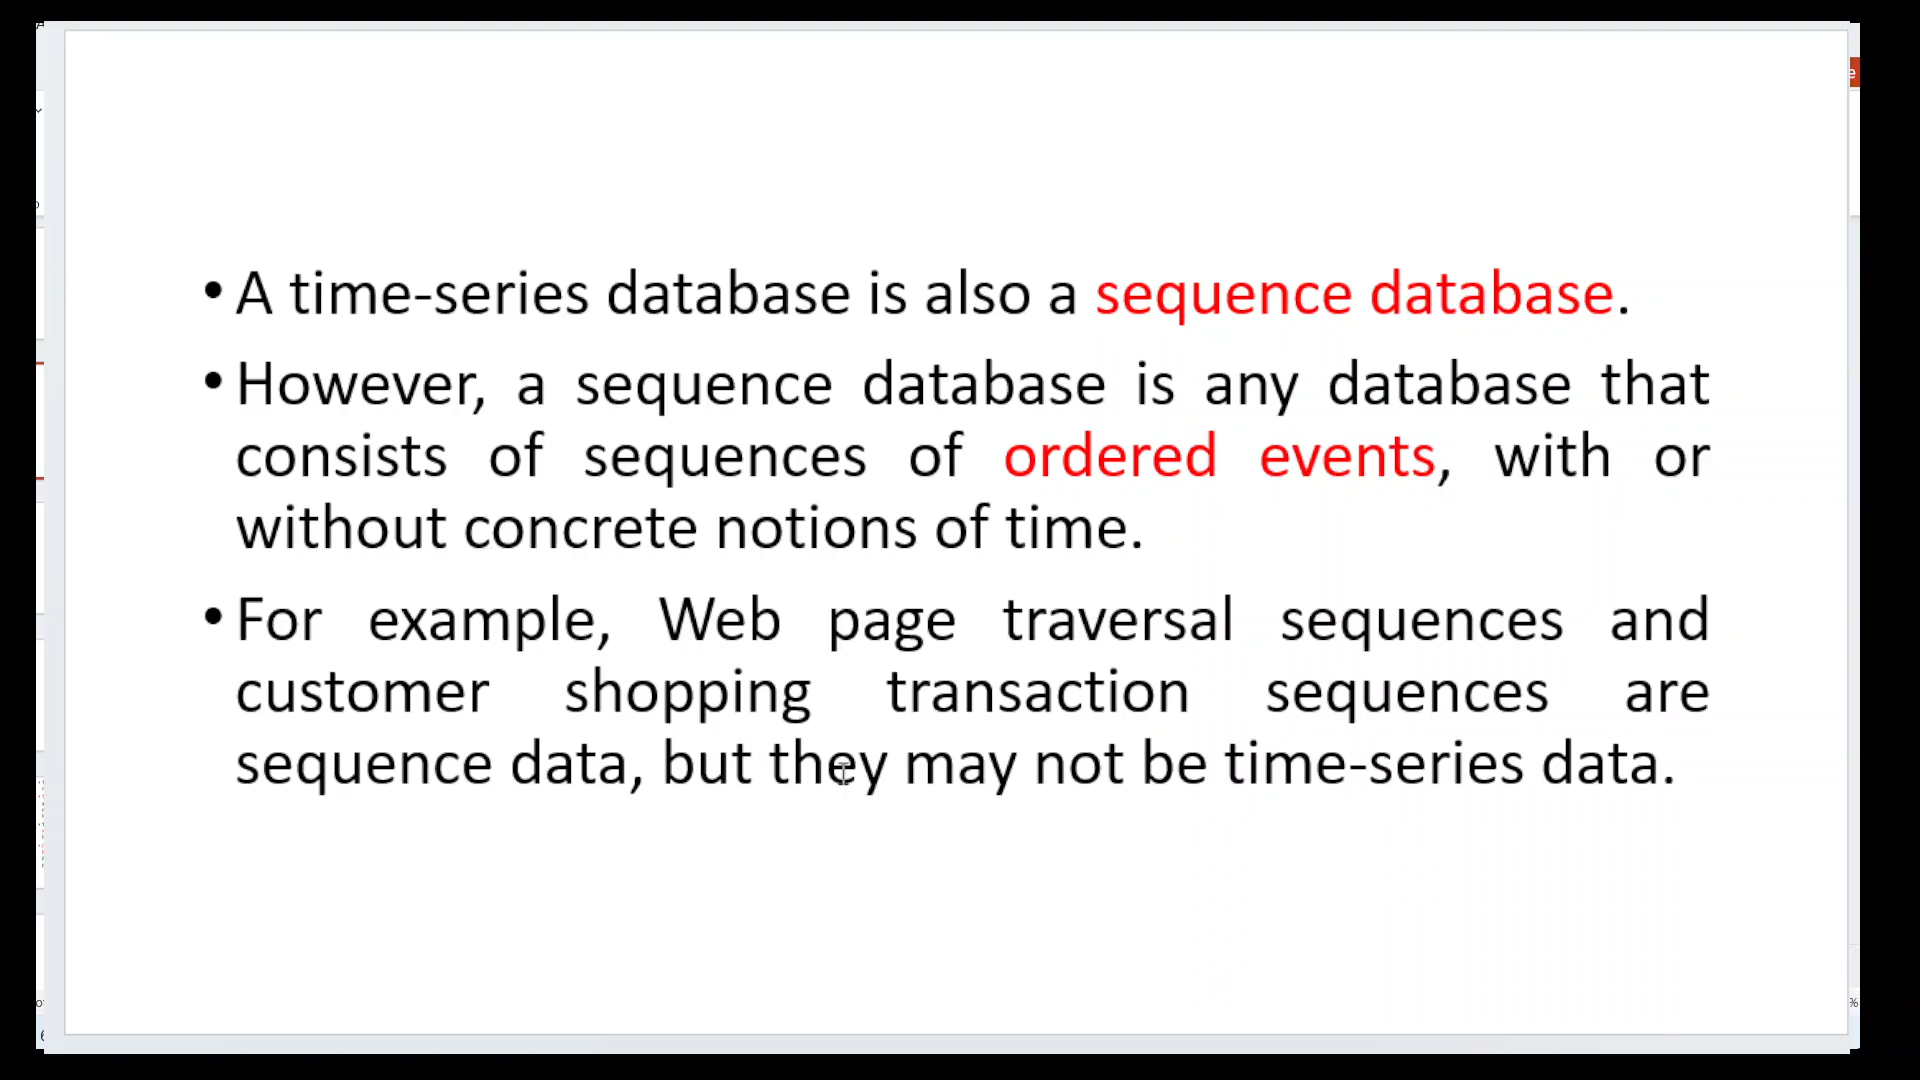 • A time-series database is also a sequence database.
• However, a sequence database is any database that
consists of sequences of ordered events, with or
without concrete notions of time.
• For example, Web page traversal sequences and
customer shopping transaction sequences are
sequence data, but they may not be time-series data.